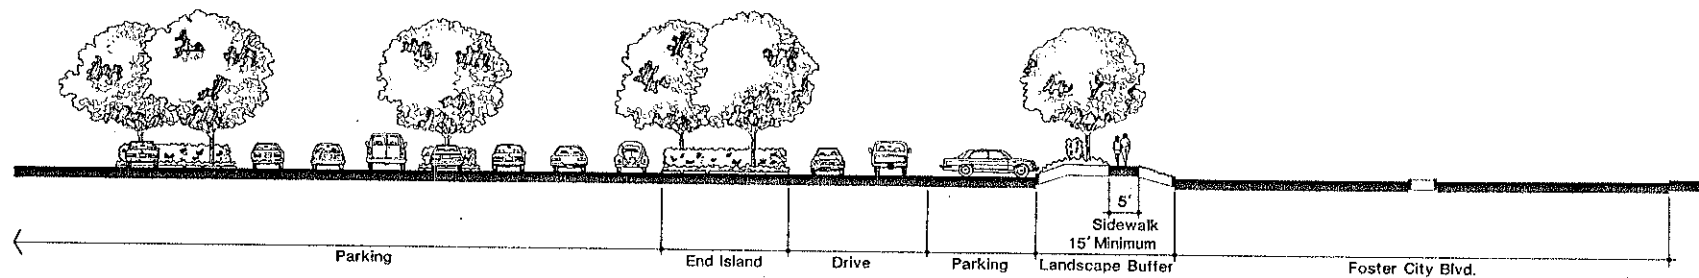 5'
Sidewalk
15' Minimum
Parking
End Island
Drive
Parking
Landscape Buffer
Foster City Blvd.